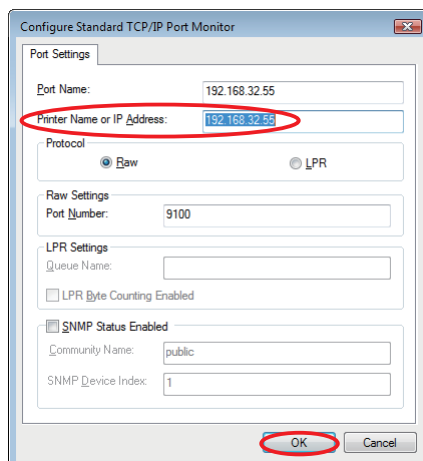 Configure Standard TCP/IP Port Monitor
Port Settings
Port Name: 192.168.32.55
Printer Name or IP Address: 192.168.32.55
Protocol
Raw LPR
Raw Settings
Port Number: 9100
LPR Settings
Queue Name:
LPR Byte Counting Enabled
SNMP Status Enabled
Community Name: public
SNMP Device Index: 1
OK Cancel